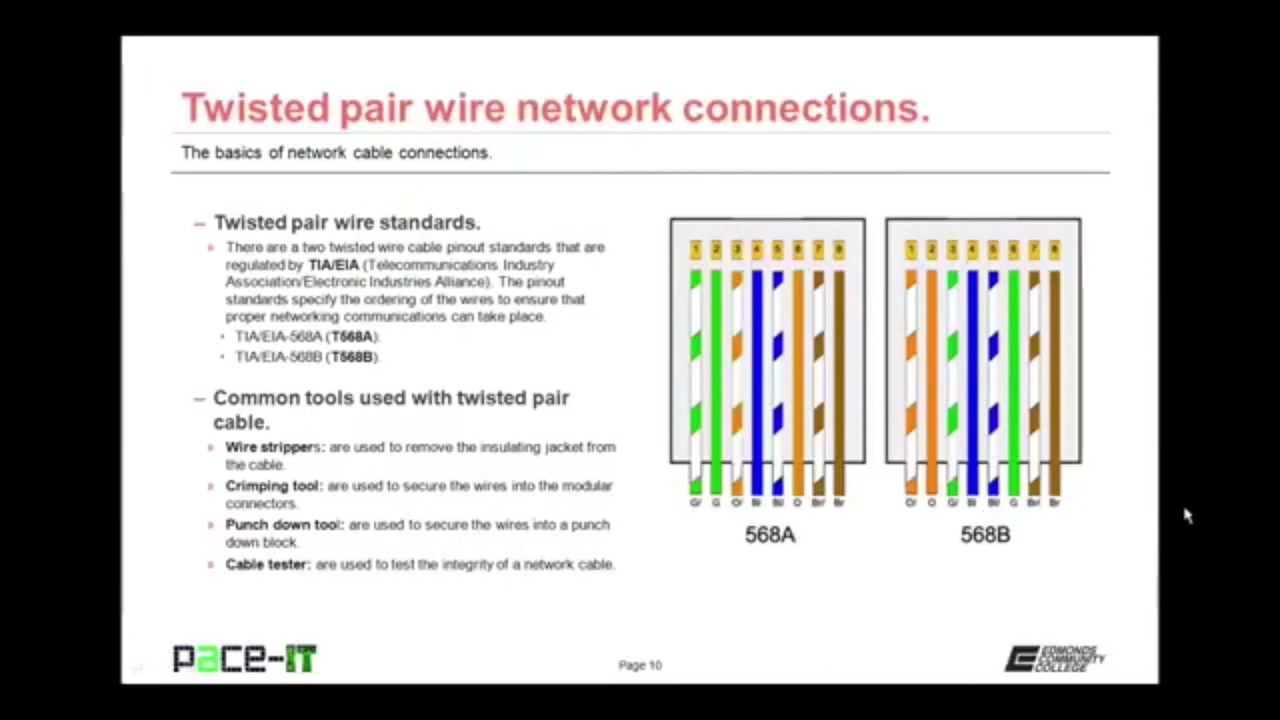 Twisted pair wire network connections.
The basics of network cable connections.
– Twisted pair wire standards.
» There are a two twisted wire cable pinout standards that are
regulated by TIA/EIA (Telecommunications Industry
Association/Electronic Industries Alliance). The pinout
standards specify the ordering of the wires to ensure that
proper networking communications can take place.
• TIA/EIA-568A (T568A).
• TIA/EIA-568B (T568B).
– Common tools used with twisted pair
cable.
» Wire strippers: are used to remove the insulating jacket from
the cable.
» Crimping tool: are used to secure the wires into the modular
connectors.
» Punch down tool: are used to secure the wires into a punch
down block.
» Cable tester: are used to test the integrity of a network cable.
1 2 3 4 5 6 7 8
G/ G O/ Bl Bl/ O Br/ Br
568A
1 2 3 4 5 6 7 8
O/ O G/ Bl Bl/ G Br/ Br
568B
pace-IT
Page 10
EDMONDS
COMMUNITY
COLLEGE